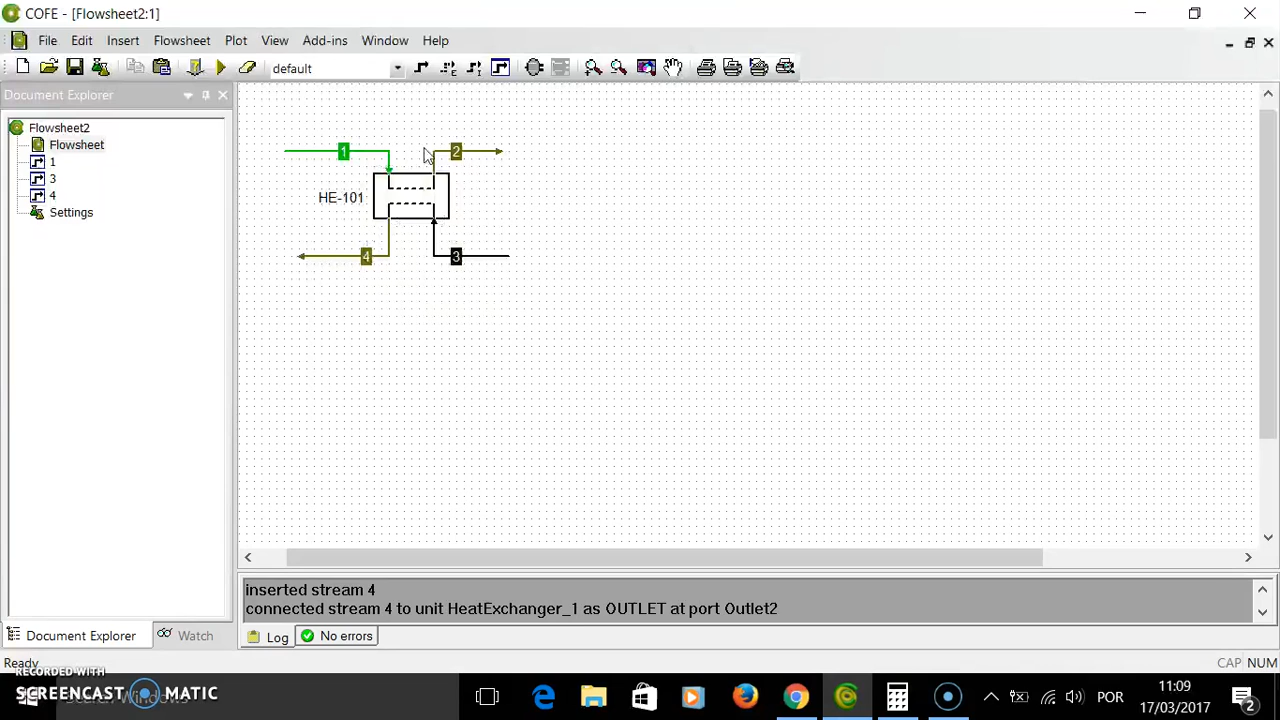 COFE - [Flowsheet2:1]
File Edit Insert Flowsheet Plot View Add-ins Window Help
default
Document Explorer
Flowsheet2
Flowsheet
1
3
4
Settings
1
2
HE-101
4
3
inserted stream 4
connected stream 4 to unit HeatExchanger_1 as OUTLET at port Outlet2
Document Explorer
Watch
Log
No errors
Ready
CAP NUM
RECORDED WITH
SCREENCAST MATIC
Search Windows
POR
11:09
17/03/2017
2